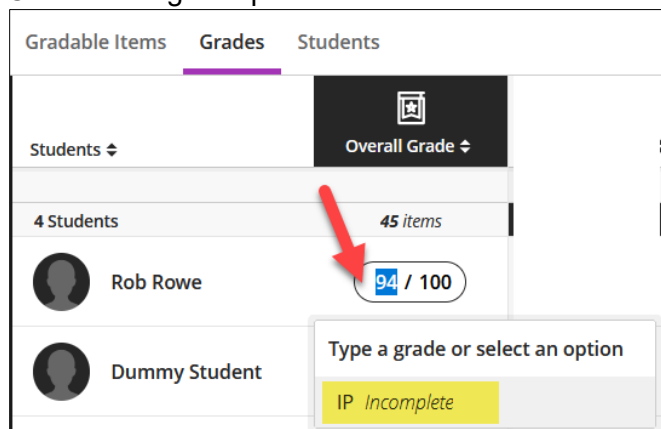 Gradable Items Grades Students
Students Overall Grade
4 Students 45 items
Rob Rowe 94 / 100
Type a grade or select an option
Dummy Student
IP Incomplete